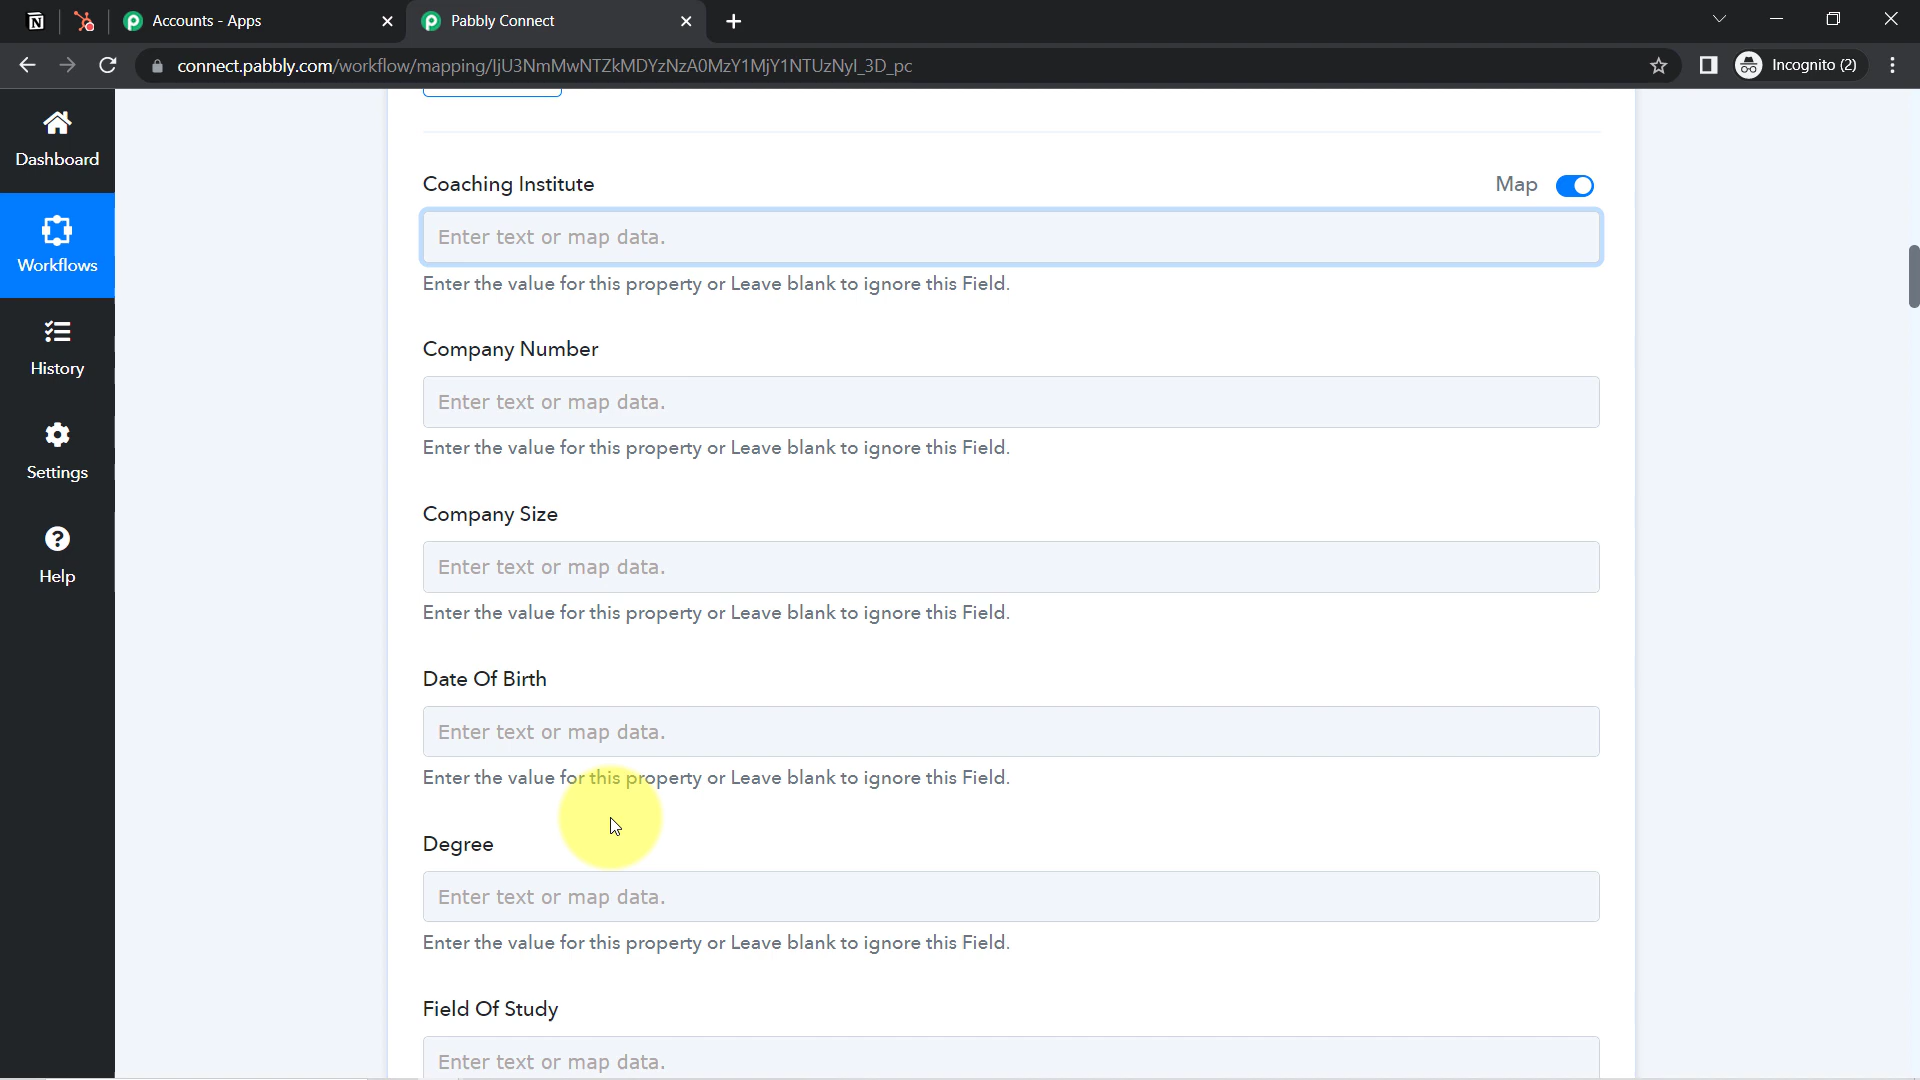 Accounts - Apps
Pabbly Connect
connect.pabbly.com/workflow/mapping/IjU3NmMwNTZkMDYzNzA0MzY1MjY1NTUzNyI_3D_pc
Incognito (2)
Dashboard
Workflows
History
Settings
Help
Coaching Institute
Map
Enter text or map data.
Enter the value for this property or Leave blank to ignore this Field.
Company Number
Enter text or map data.
Enter the value for this property or Leave blank to ignore this Field.
Company Size
Enter text or map data.
Enter the value for this property or Leave blank to ignore this Field.
Date Of Birth
Enter text or map data.
Enter the value for this property or Leave blank to ignore this Field.
Degree
Enter text or map data.
Enter the value for this property or Leave blank to ignore this Field.
Field Of Study
Enter text or map data.